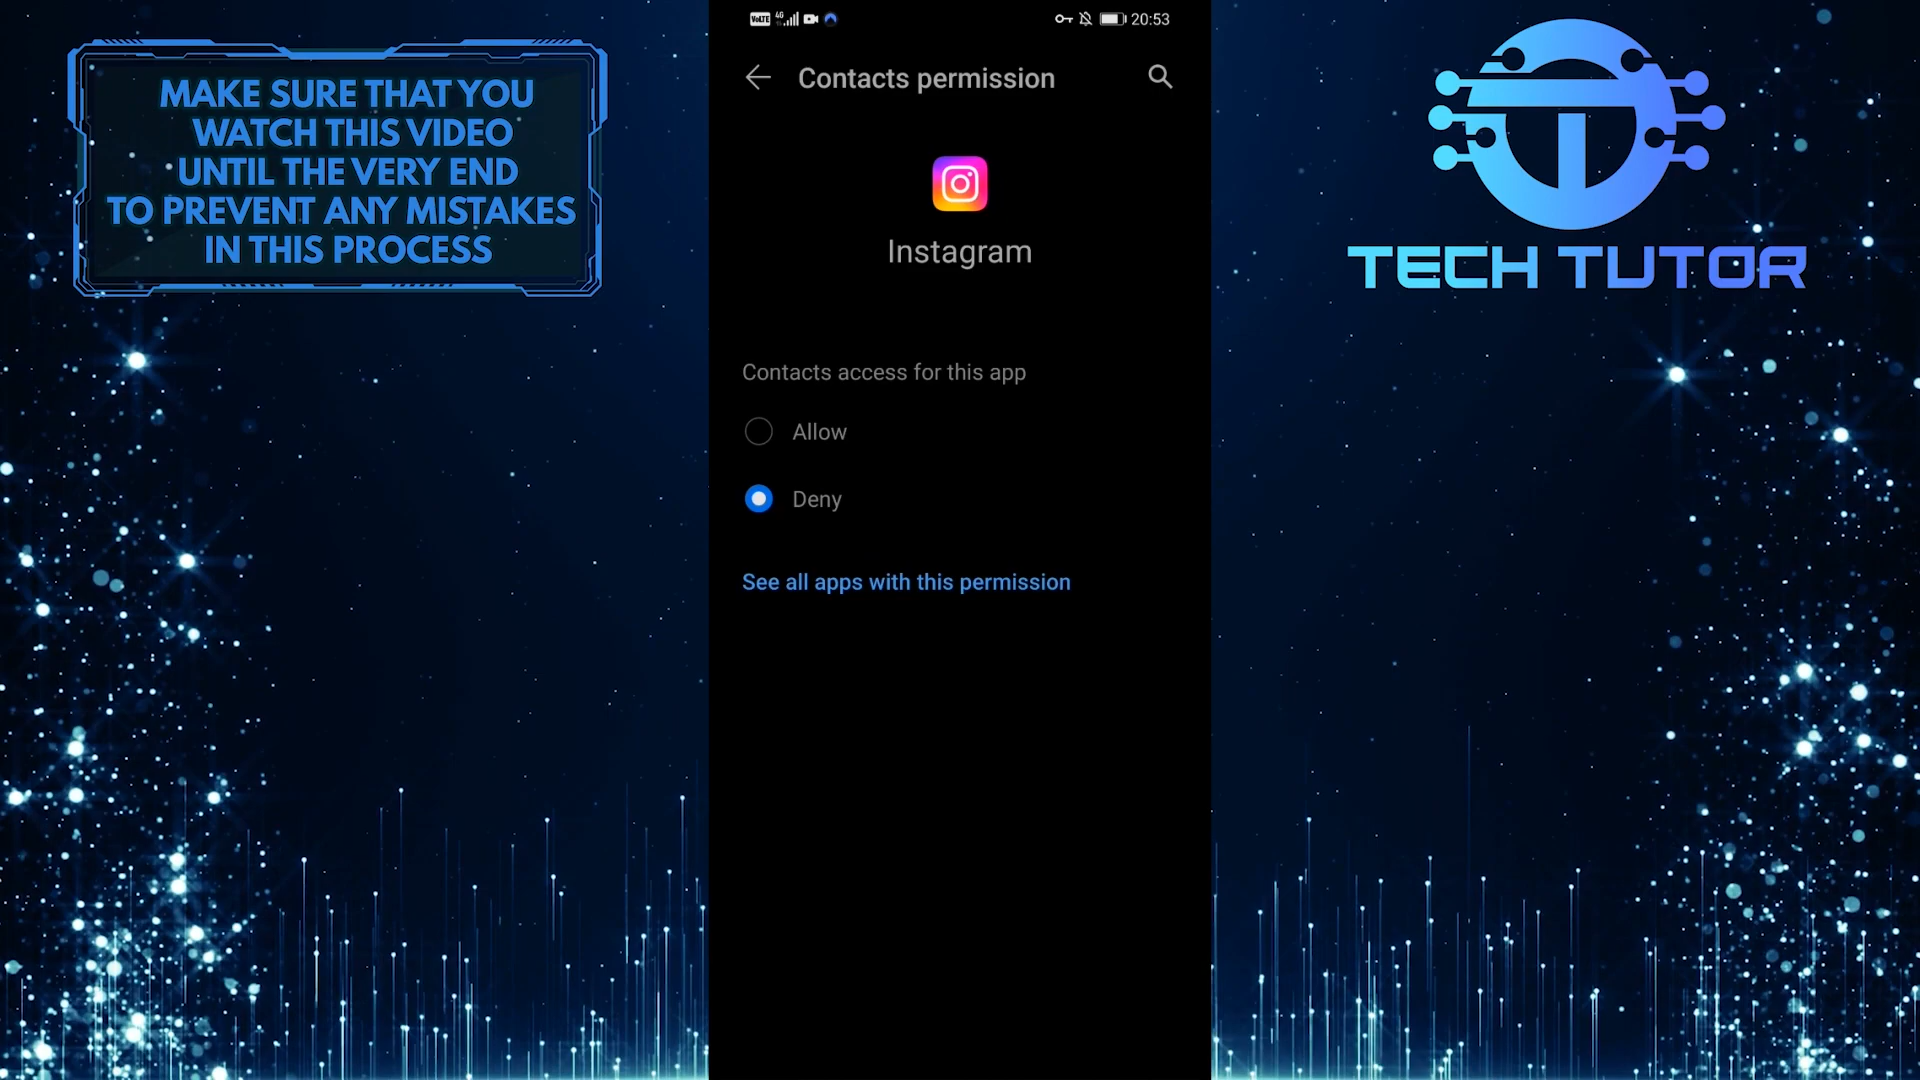 MAKE SURE THAT YOU
WATCH THIS VIDEO
UNTIL THE VERY END
TO PREVENT ANY MISTAKES
IN THIS PROCESS
VoLTE 4G 20:53
Contacts permission
Instagram
Contacts access for this app
Allow
Deny
See all apps with this permission
TECH TUTOR